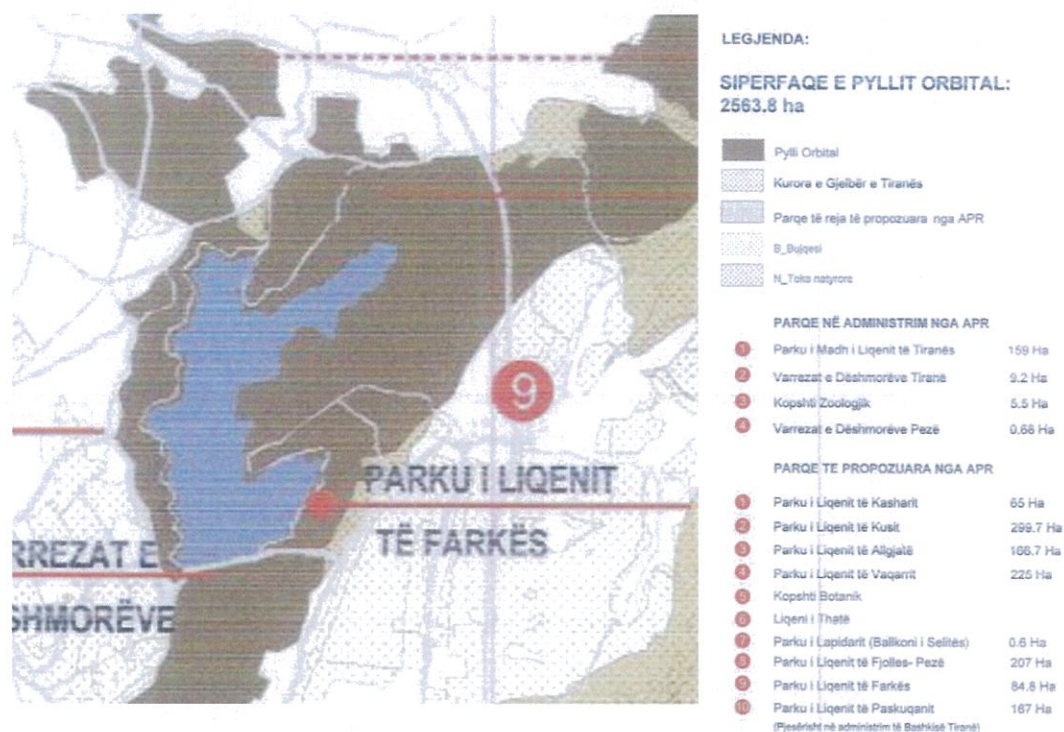 9
PARKU I LIQENIT
TË FARKËS
RREZAT E
SHMORËVE
LEGJENDA:
SIPERFAQE E PYLLIT ORBITAL:
2563.8 ha
Pylli Orbital
Kurora e Gjelbër e Tiranës
Parqe të reja të propozuara nga APR
B_Bujqesi
N_Toka natyrore
PARQE NË ADMINISTRIM NGA APR
1 Parku i Madh i Liqenit të Tiranës 159 Ha
2 Varrezat e Dëshmorëve Tiranë 9.2 Ha
3 Kopshti Zoologjik 5.5 Ha
4 Varrezat e Dëshmorëve Pezë 0.66 Ha
PARQE TE PROPOZUARA NGA APR
1 Parku i Liqenit të Kasharit 65 Ha
2 Parku i Liqenit të Kusit 299.7 Ha
3 Parku i Liqenit të Allgjatë 166.7 Ha
4 Parku i Liqenit të Vaqarrit 225 Ha
5 Kopshti Botanik
6 Liqeni i Thatë
7 Parku i Lapidarit (Ballkoni i Selitës) 0.6 Ha
8 Parku i Liqenit të Fjolles- Pezë 207 Ha
9 Parku i Liqenit të Farkës 84.8 Ha
10 Parku i Liqenit të Paskuqanit 167 Ha
(Pjesërisht në administrim të Bashkisë Tiranë)